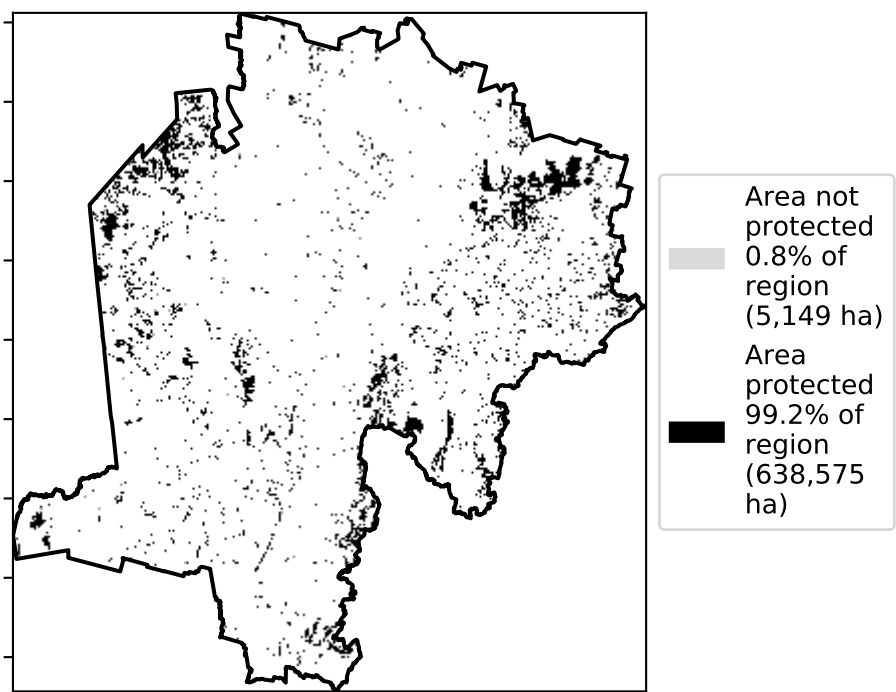 Area not
protected
0.8% of
region
(5,149 ha)
Area
protected
99.2% of
region
(638,575
ha)